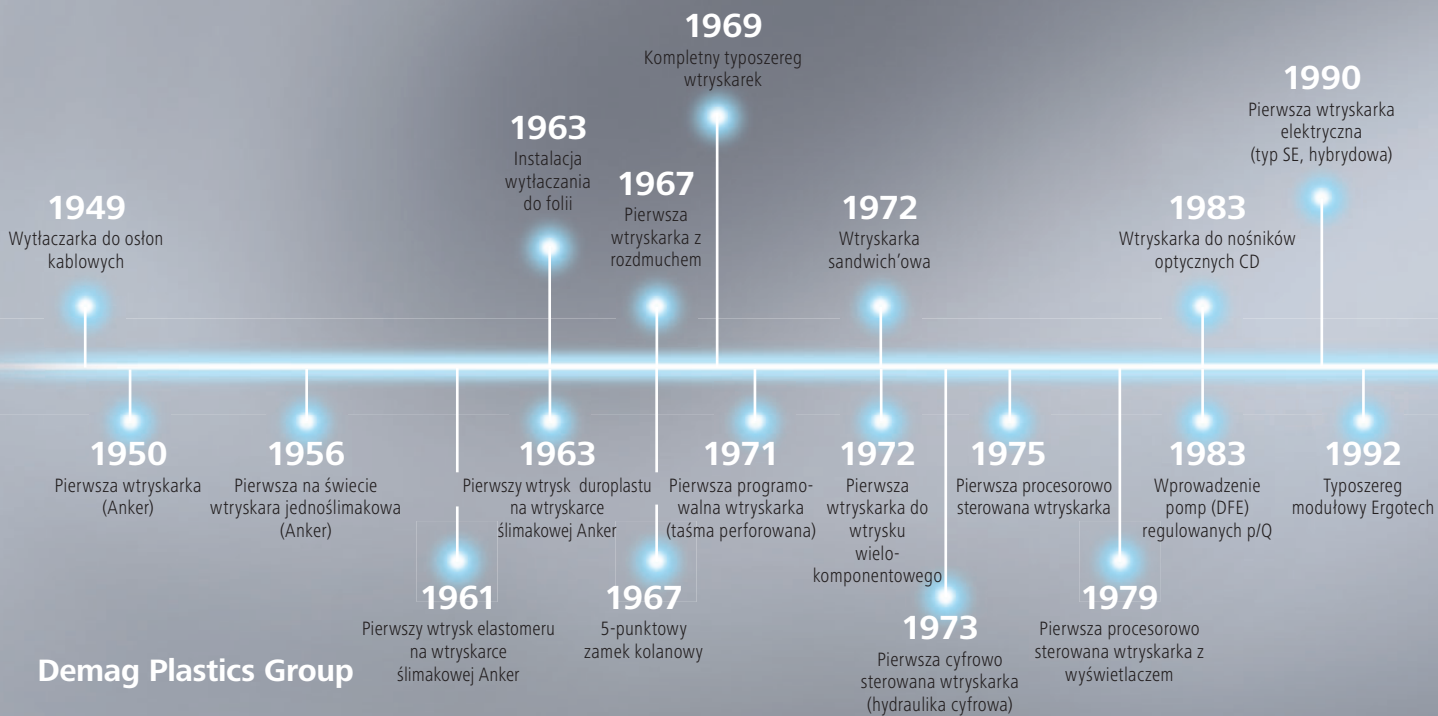 1969
Kompletny typoszereg
wtryskarek
1990
Pierwsza wtryskarka
elektryczna
(typ SE, hybrydowa)
1963
Instalacja
wytłaczania
do folii
1967
Pierwsza
wtryskarka z
rozdmuchem
1949
Wytłaczarka do osłon
kablowych
1972
Wtryskarka
sandwich'owa
1983
Wtryskarka do nośników
optycznych CD
1950
Pierwsza wtryskarka
(Anker)
1956
Pierwsza na świecie
wtryskara jednoślimakowa
(Anker)
1963
Pierwszy wtrysk duroplastu
na wtryskarce
ślimakowej Anker
1971
Pierwsza programo-
walna wtryskarka
(taśma perforowana)
1972
Pierwsza
wtryskarka do
wtrysku
wielo-
komponentowego
1975
Pierwsza procesorowo
sterowana wtryskarka
1983
Wprowadzenie
pomp (DFE)
regulowanych p/Q
1992
Typoszereg
modułowy Ergotech
1961
Pierwszy wtrysk elastomeru
na wtryskarce
ślimakowej Anker
1967
5-punktowy
zamek kolanowy
1973
Pierwsza cyfrowo
sterowana wtryskarka
(hydraulika cyfrowa)
1979
Pierwsza procesorowo
sterowana wtryskarka z
wyświetlaczem
Demag Plastics Group